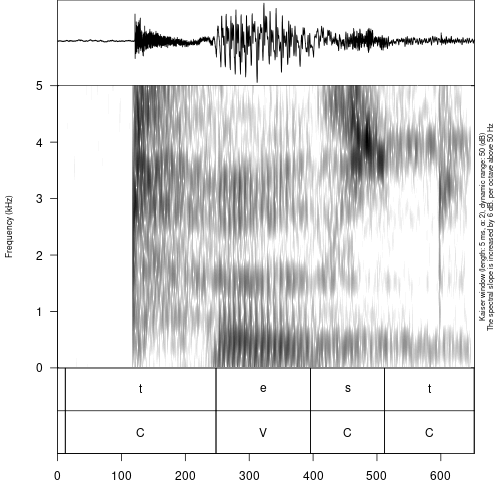 5
4
3
2
1
0
Frequency (kHz)
Kaiser window (length: 5 ms, α: 2), dynamic range: 50 (dB)
The spectral slope is increased by 6 dB per octave above 50 Hz
t e s t
C V C C
0 100 200 300 400 500 600